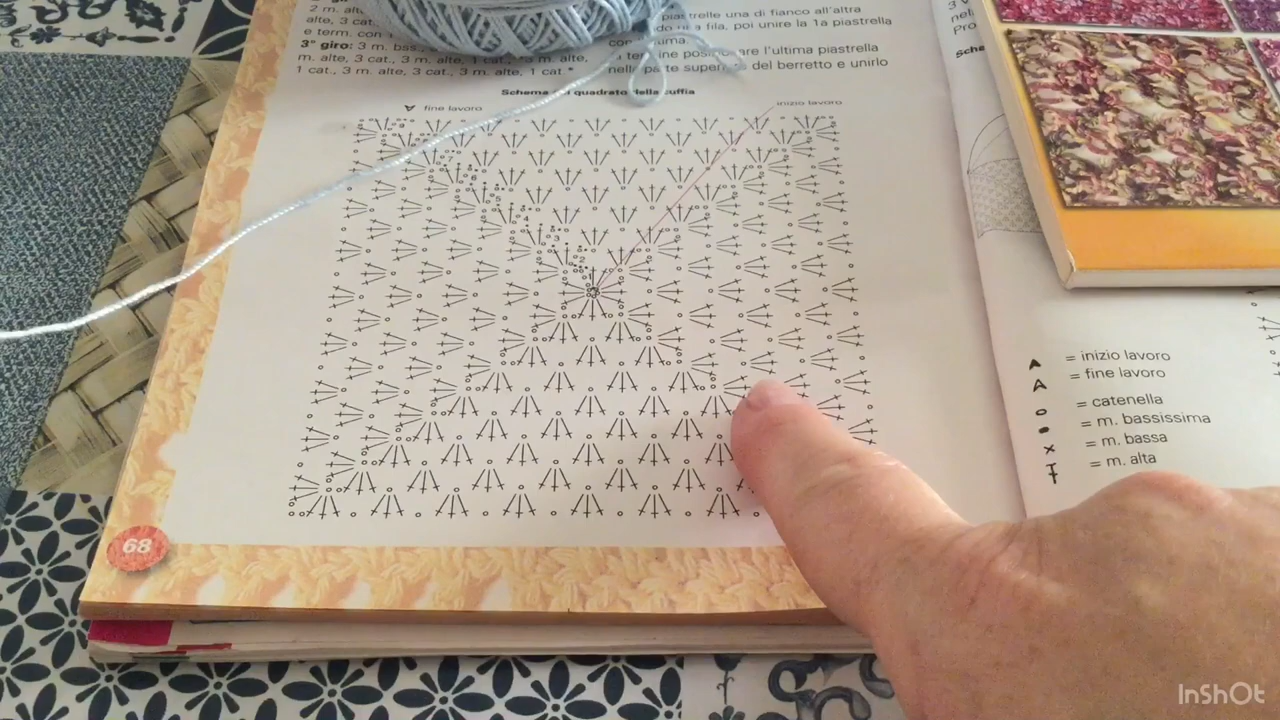 alte, 3 cat.
e term. con
3° giro: 3 m. bss.,
m. alte, 3 cat., 3 m. alte, 1 cat., *3 m. alte,
1 cat., 3 m. alte, 3 cat., 3 m. alte, 1 cat.*
piastrelle una di fianco all'altra
fila, poi unire la 1a piastrella
l'ultima piastrella
del berretto e unirlo
Schema quadrato della cuffia
fine lavoro
inizio lavoro
68
= inizio lavoro
= fine lavoro
= catenella
= m. bassissima
= m. bassa
= m. alta
InShOt